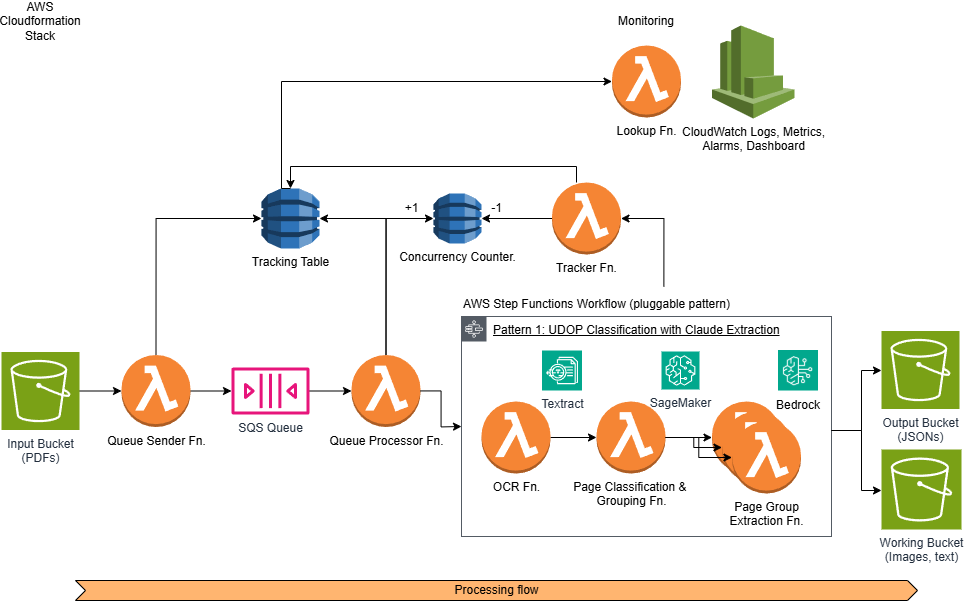 AWS
Cloudformation
Stack
Monitoring
Lookup Fn.
CloudWatch Logs, Metrics,
Alarms, Dashboard
+1
-1
Tracking Table
Concurrency Counter.
Tracker Fn.
AWS Step Functions Workflow (pluggable pattern)
Pattern 1: UDOP Classification with Claude Extraction
Textract
SageMaker
Bedrock
Input Bucket
(PDFs)
Queue Sender Fn.
SQS Queue
Queue Processor Fn.
OCR Fn.
Page Classification &
Grouping Fn.
Page Group
Extraction Fn.
Output Bucket
(JSONs)
Working Bucket
(Images, text)
Processing flow